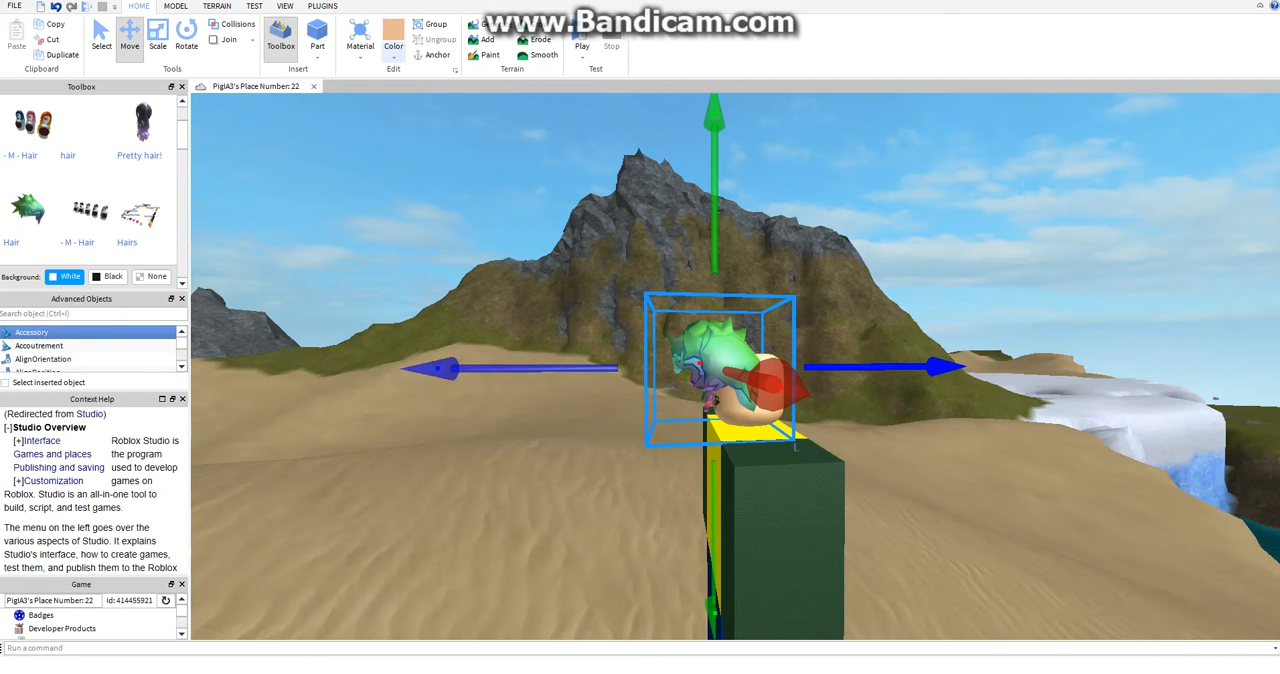 www.Bandicam.com
FILE HOME MODEL TERRAIN TEST VIEW PLUGINS
Copy
Cut
Duplicate
Paste
Clipboard
Select Move Scale Rotate
Collisions
Join
Tools
Toolbox Part
Insert
Material Color
Group
Ungroup
Anchor
Edit
Add Erode
Paint Smooth
Terrain
Play Stop
Test
Toolbox
PigIA3's Place Number: 22
- M - Hair hair Pretty hair!
Hair - M - Hair Hairs
Background: White Black None
Advanced Objects
Search object (Ctrl+I)
Accessory
Accoutrement
AlignOrientation
Select inserted object
Context Help
(Redirected from Studio)
[-]Studio Overview
[+]Interface
Games and places
Publishing and saving
[+]Customization
Roblox Studio is
the program
used to develop
games on
Roblox. Studio is an all-in-one tool to
build, script, and test games.
The menu on the left goes over the
various aspects of Studio. It explains
Studio's interface, how to create games,
test them, and publish them to the Roblox
Game
PigIA3's Place Number: 22 Id: 414455921
Badges
Developer Products
Run a command